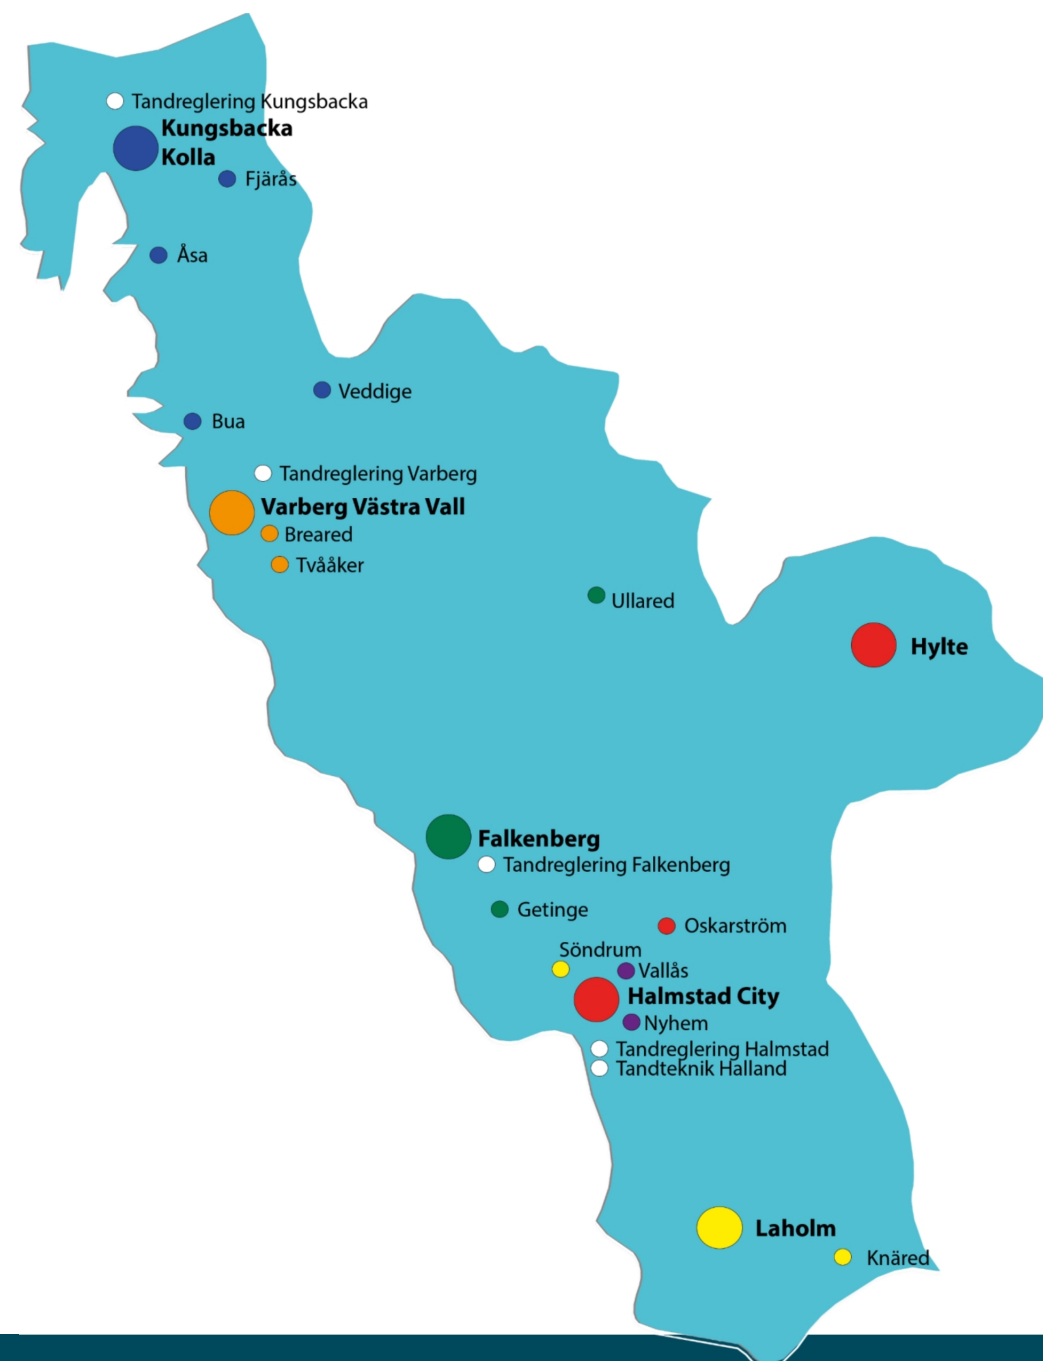 Tandreglering Kungsbacka
Kungsbacka
Kolla
Fjärås
Åsa
Veddige
Bua
Tandreglering Varberg
Varberg Västra Vall
Breared
Tvååker
Ullared
Hylte
Falkenberg
Tandreglering Falkenberg
Getinge
Oskarström
Söndrum
Vallås
Halmstad City
Nyhem
Tandreglering Halmstad
Tandteknik Halland
Laholm
Knäred